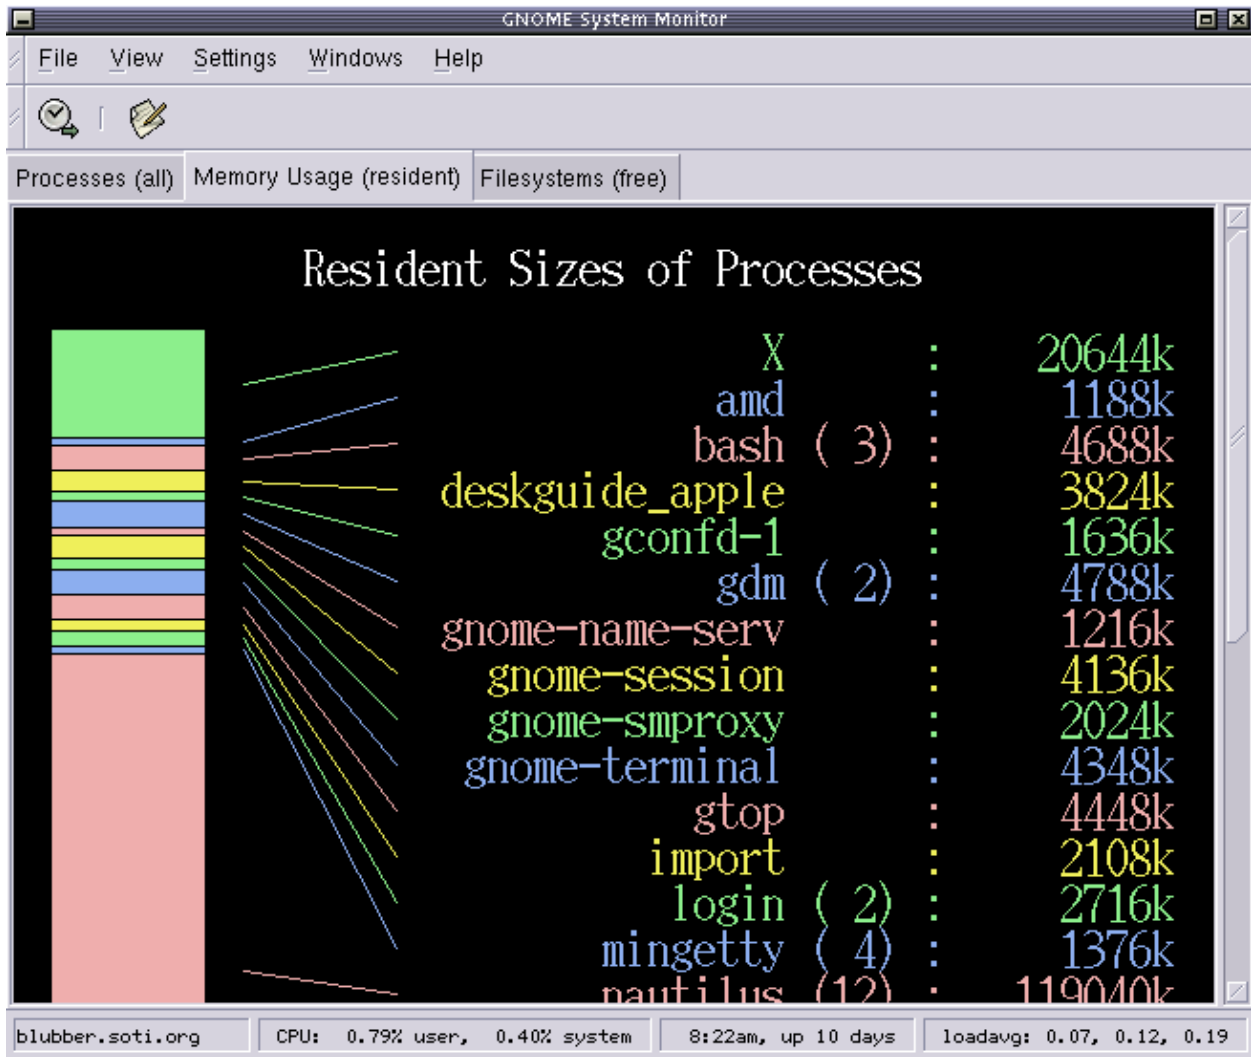 GNOME System Monitor
File View Settings Windows Help
Processes (all) Memory Usage (resident) Filesystems (free)
Resident Sizes of Processes
X : 20644k
amd : 1188k
bash ( 3) : 4688k
deskguide_apple : 3824k
gconfd-1 : 1636k
gdm ( 2) : 4788k
gnome-name-serv : 1216k
gnome-session : 4136k
gnome-smproxy : 2024k
gnome-terminal : 4348k
gtop : 4448k
import : 2108k
login ( 2) : 2716k
mingetty ( 4) : 1376k
nautilus (12) : 119040k
blubber.soti.org CPU: 0.79% user, 0.40% system 8:22am, up 10 days loadavg: 0.07, 0.12, 0.19